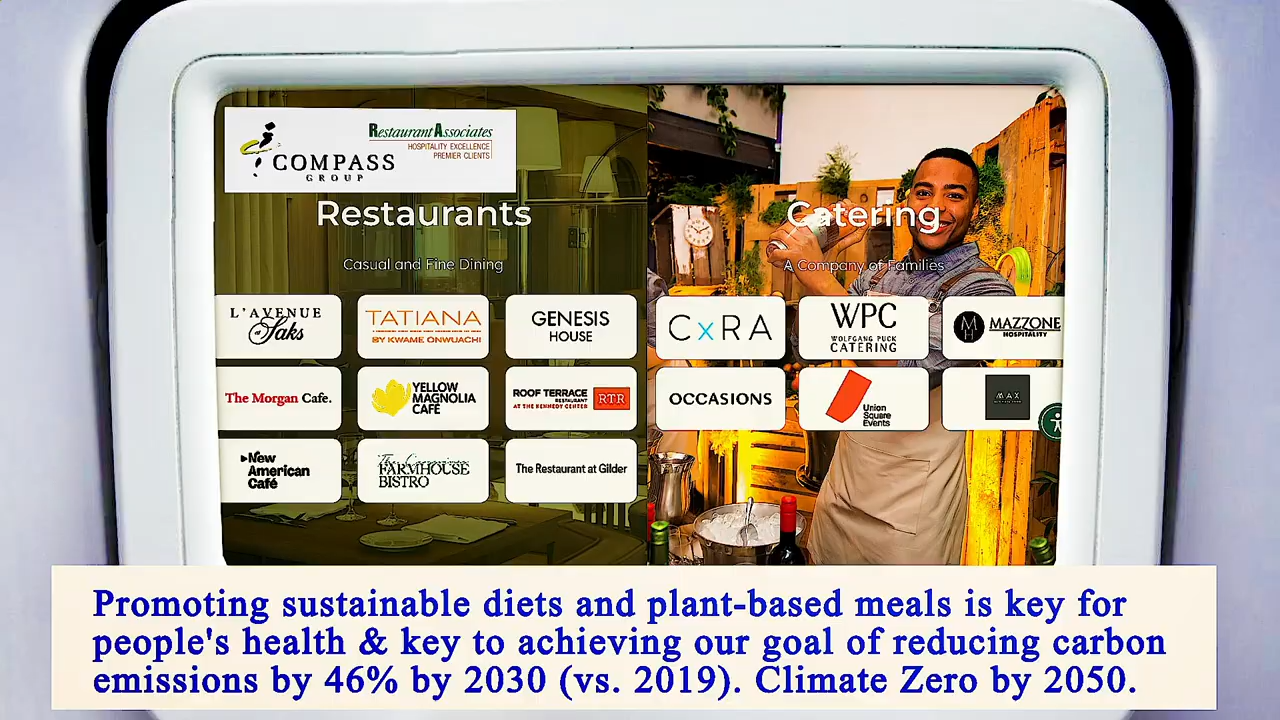 COMPASS
GROUP
Restaurant Associates
HOSPITALITY EXCELLENCE
PREMIER CLIENTS
Restaurants
Casual and Fine Dining
L'AVENUE
Saks
TATIANA
BY KWAME ONWUACHI
GENESIS
HOUSE
The Morgan Cafe.
YELLOW
MAGNOLIA
CAFÉ
ROOF TERRACE
RESTAURANT
AT THE KENNEDY CENTER
RTR
New
American
Café
FARMHOUSE
BISTRO
The Restaurant at Gilder
Catering
A Company of Families
CxRA
WPC
WOLFGANG PUCK
CATERING
MH
MAZZONE
HOSPITALITY
OCCASIONS
Union
Square
Events
MAX
Promoting sustainable diets and plant-based meals is key for
people's health & key to achieving our goal of reducing carbon
emissions by 46% by 2030 (vs. 2019). Climate Zero by 2050.